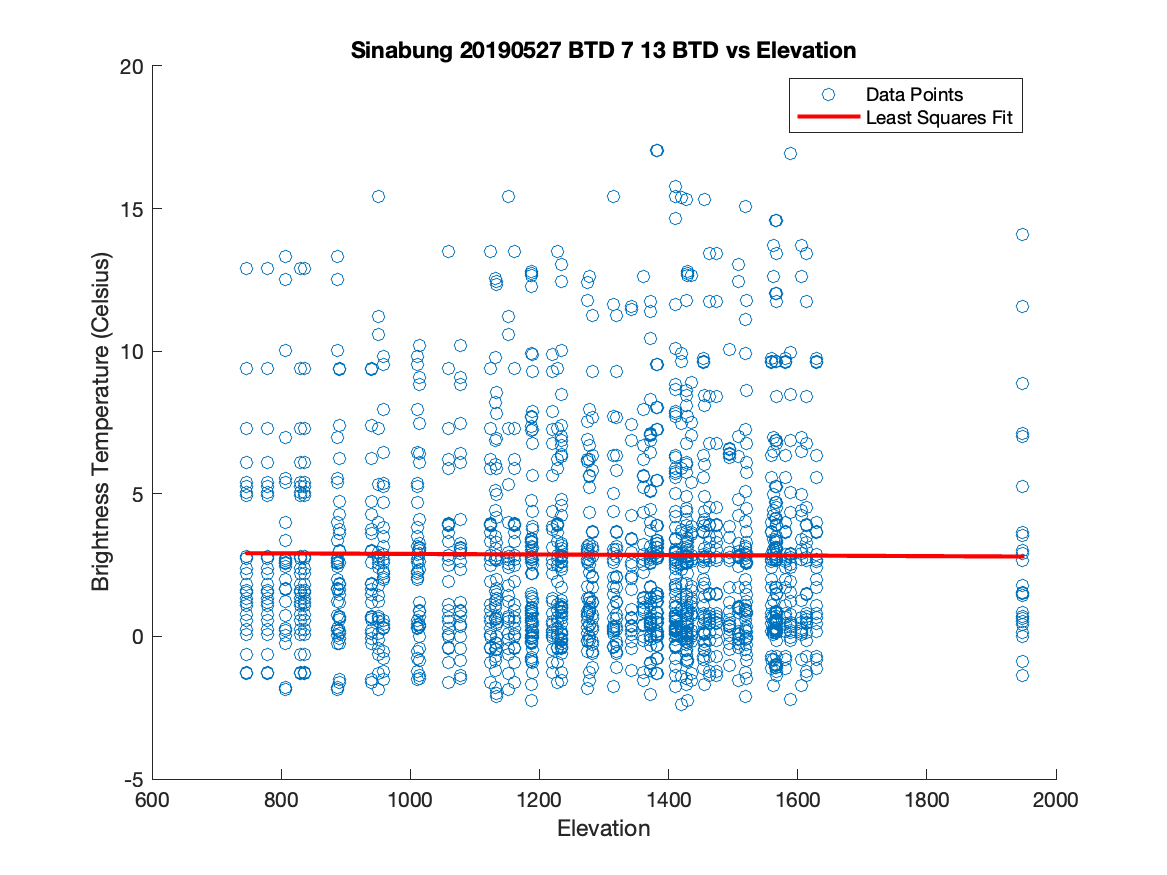 Sinabung 20190527 BTD 7 13 BTD vs Elevation
Data Points
Least Squares Fit
Brightness Temperature (Celsius)
20
15
10
5
0
-5
600 800 1000 1200 1400 1600 1800 2000
Elevation